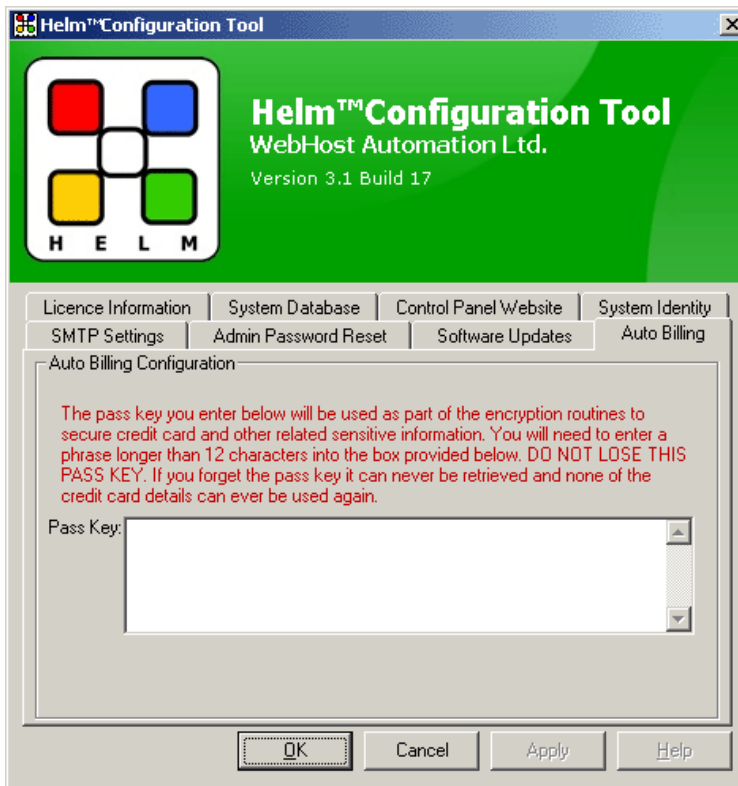 Helm™Configuration Tool
Helm™Configuration Tool
WebHost Automation Ltd.
Version 3.1 Build 17
H E L M
Licence Information System Database Control Panel Website System Identity
SMTP Settings Admin Password Reset Software Updates Auto Billing
Auto Billing Configuration
The pass key you enter below will be used as part of the encryption routines to
secure credit card and other related sensitive information. You will need to enter a
phrase longer than 12 characters into the box provided below. DO NOT LOSE THIS
PASS KEY. If you forget the pass key it can never be retrieved and none of the
credit card details can ever be used again.
Pass Key:
OK Cancel Apply Help